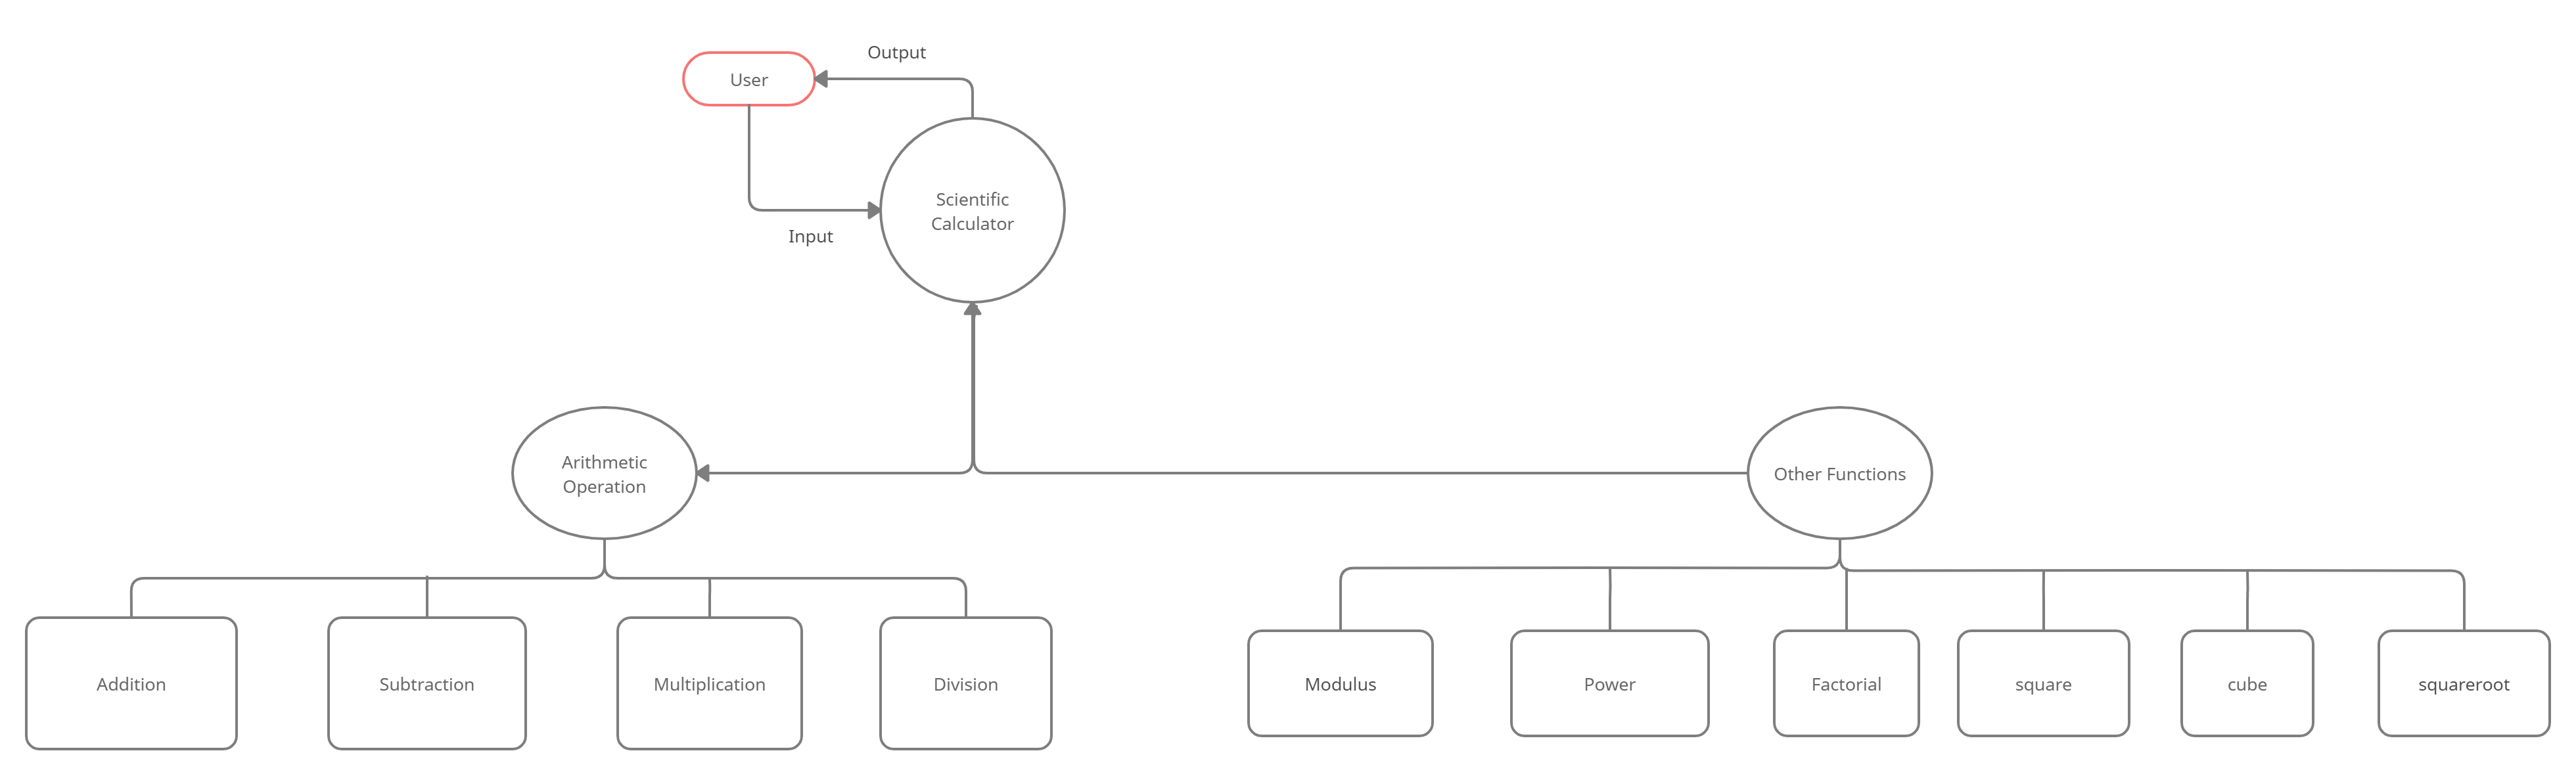 Output
User
Scientific
Calculator
Input
Arithmetic
Operation
Other Functions
Addition
Subtraction
Multiplication
Division
Modulus
Power
Factorial
square
cube
squareroot